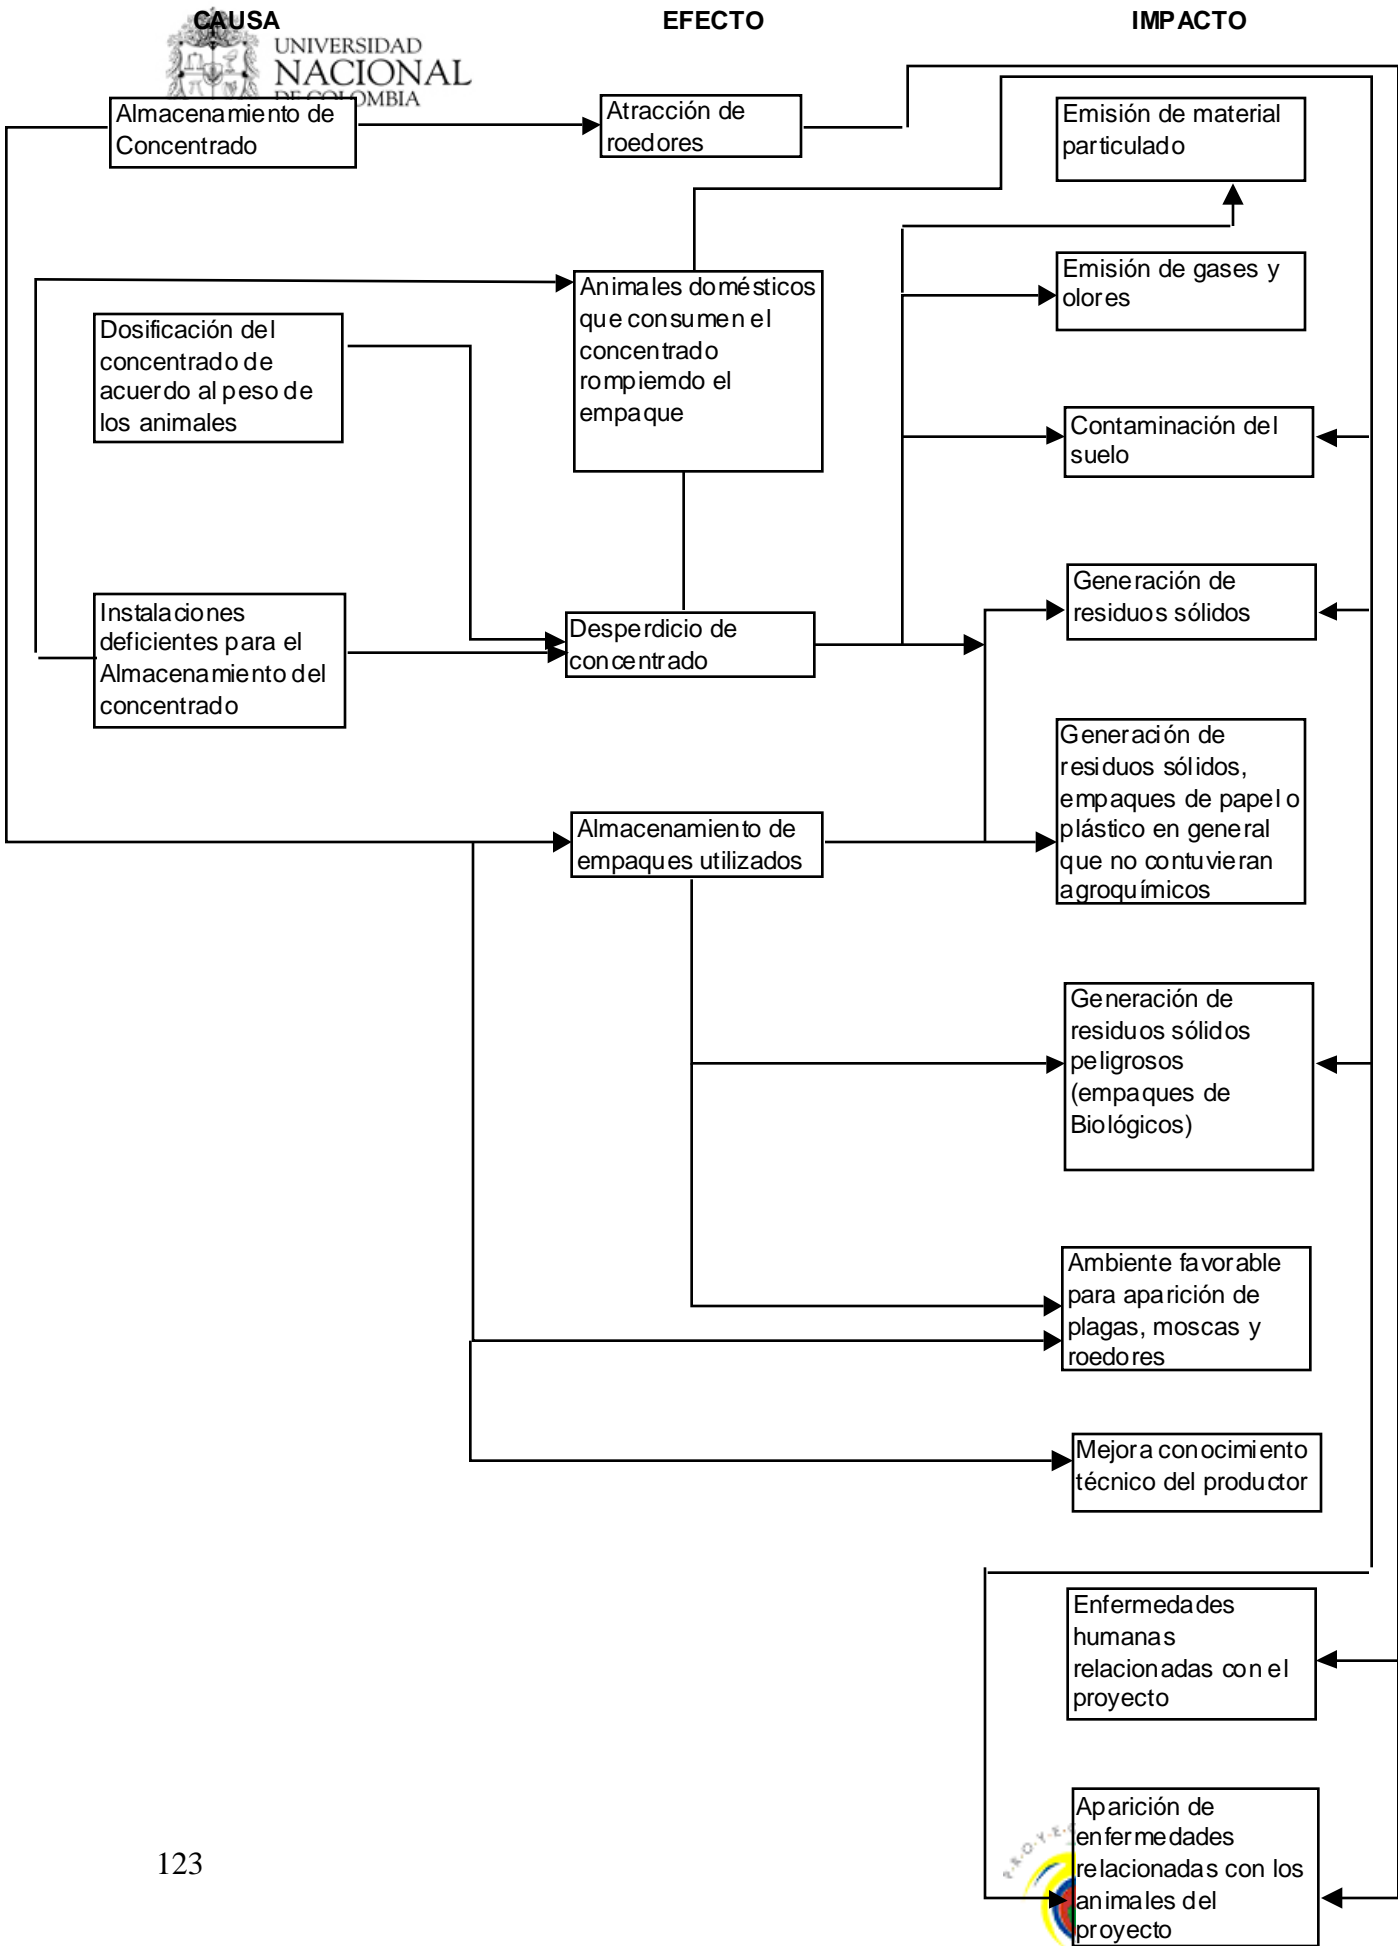 CAUSA
EFECTO
IMPACTO
UNIVERSIDAD
NACIONAL
DE COLOMBIA
Almacenamiento de
Concentrado
Atracción de
roedores
Emisión de material
particulado
Animales domésticos
que consumen el
concentrado
rompiemdo el
empaque
Emisión de gases y
olores
Dosificación del
concentrado de
acuerdo al peso de
los animales
Contaminación del
suelo
Instalaciones
deficientes para el
Almacenamiento del
concentrado
Desperdicio de
concentrado
Generación de
residuos sólidos
Generación de
residuos sólidos,
empaques de papel o
plástico en general
que no contuvieran
agroquímicos
Almacenamiento de
empaques utilizados
Generación de
residuos sólidos
peligrosos
(empaques de
Biológicos)
Ambiente favorable
para aparición de
plagas, moscas y
roedores
Mejora conocimiento
técnico del productor
Enfermedades
humanas
relacionadas con el
proyecto
Aparición de
enfermedades
relacionadas con los
animales del
proyecto
123